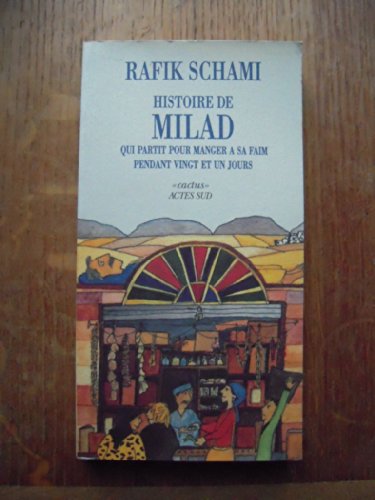 RAFIK SCHAMI
HISTOIRE DE
MILAD
QUI PARTIT POUR MANGER A SA FAIM
PENDANT VINGT ET UN JOURS
«cactus»
ACTES SUD